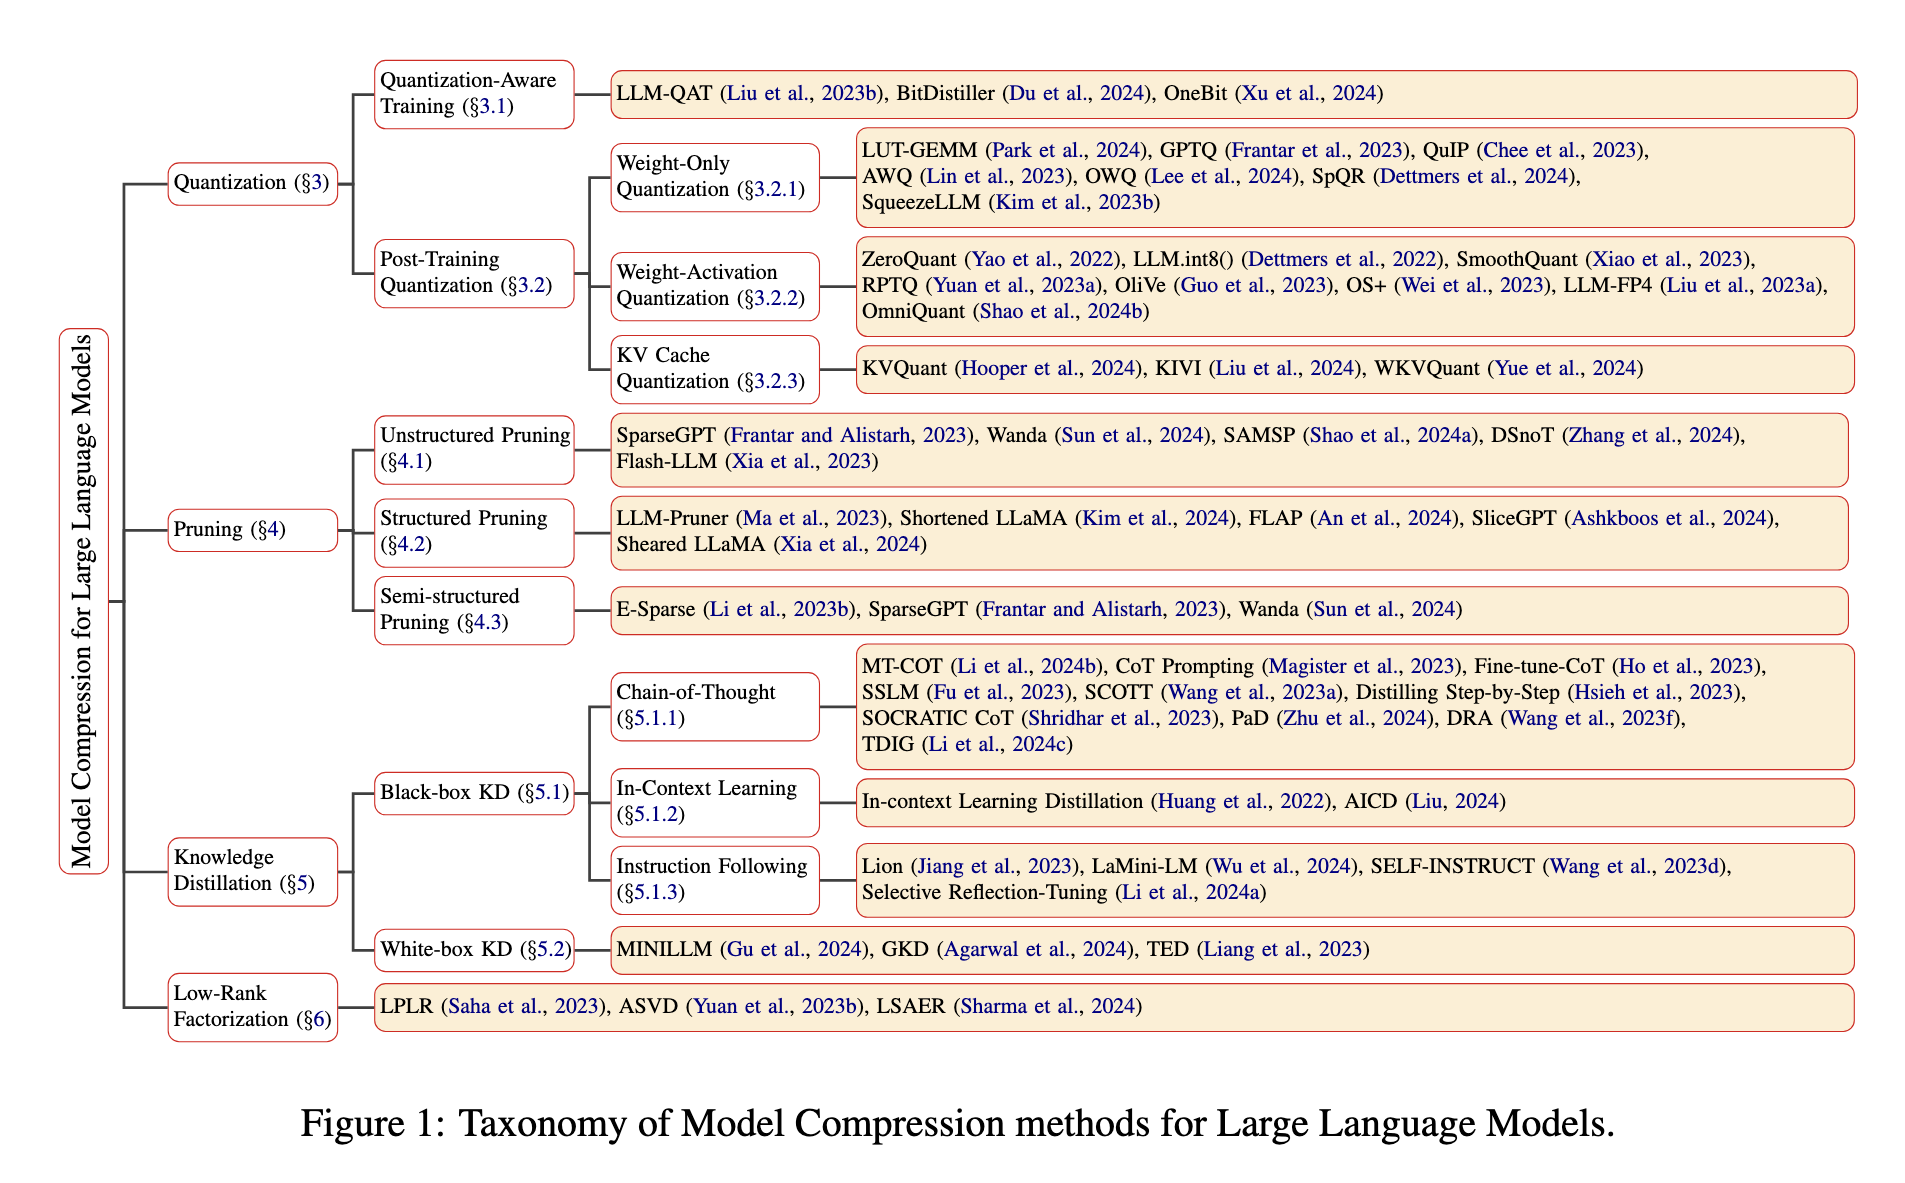 Model Compression for Large Language Models
Quantization (§3)
Quantization-Aware
Training (§3.1)
LLM-QAT (Liu et al., 2023b), BitDistiller (Du et al., 2024), OneBit (Xu et al., 2024)
Post-Training
Quantization (§3.2)
Weight-Only
Quantization (§3.2.1)
LUT-GEMM (Park et al., 2024), GPTQ (Frantar et al., 2023), QuIP (Chee et al., 2023),
AWQ (Lin et al., 2023), OWQ (Lee et al., 2024), SpQR (Dettmers et al., 2024),
SqueezeLLM (Kim et al., 2023b)
Weight-Activation
Quantization (§3.2.2)
ZeroQuant (Yao et al., 2022), LLM.int8() (Dettmers et al., 2022), SmoothQuant (Xiao et al., 2023),
RPTQ (Yuan et al., 2023a), OliVe (Guo et al., 2023), OS+ (Wei et al., 2023), LLM-FP4 (Liu et al., 2023a),
OmniQuant (Shao et al., 2024b)
KV Cache
Quantization (§3.2.3)
KVQuant (Hooper et al., 2024), KIVI (Liu et al., 2024), WKVQuant (Yue et al., 2024)
Pruning (§4)
Unstructured Pruning
(§4.1)
SparseGPT (Frantar and Alistarh, 2023), Wanda (Sun et al., 2024), SAMSP (Shao et al., 2024a), DSnoT (Zhang et al., 2024),
Flash-LLM (Xia et al., 2023)
Structured Pruning
(§4.2)
LLM-Pruner (Ma et al., 2023), Shortened LLaMA (Kim et al., 2024), FLAP (An et al., 2024), SliceGPT (Ashkboos et al., 2024),
Sheared LLaMA (Xia et al., 2024)
Semi-structured
Pruning (§4.3)
E-Sparse (Li et al., 2023b), SparseGPT (Frantar and Alistarh, 2023), Wanda (Sun et al., 2024)
Knowledge
Distillation (§5)
Black-box KD (§5.1)
Chain-of-Thought
(§5.1.1)
MT-COT (Li et al., 2024b), CoT Prompting (Magister et al., 2023), Fine-tune-CoT (Ho et al., 2023),
SSLM (Fu et al., 2023), SCOTT (Wang et al., 2023a), Distilling Step-by-Step (Hsieh et al., 2023),
SOCRATIC CoT (Shridhar et al., 2023), PaD (Zhu et al., 2024), DRA (Wang et al., 2023f),
TDIG (Li et al., 2024c)
In-Context Learning
(§5.1.2)
In-context Learning Distillation (Huang et al., 2022), AICD (Liu, 2024)
Instruction Following
(§5.1.3)
Lion (Jiang et al., 2023), LaMini-LM (Wu et al., 2024), SELF-INSTRUCT (Wang et al., 2023d),
Selective Reflection-Tuning (Li et al., 2024a)
White-box KD (§5.2)
MINILLM (Gu et al., 2024), GKD (Agarwal et al., 2024), TED (Liang et al., 2023)
Low-Rank
Factorization (§6)
LPLR (Saha et al., 2023), ASVD (Yuan et al., 2023b), LSAER (Sharma et al., 2024)
Figure 1: Taxonomy of Model Compression methods for Large Language Models.